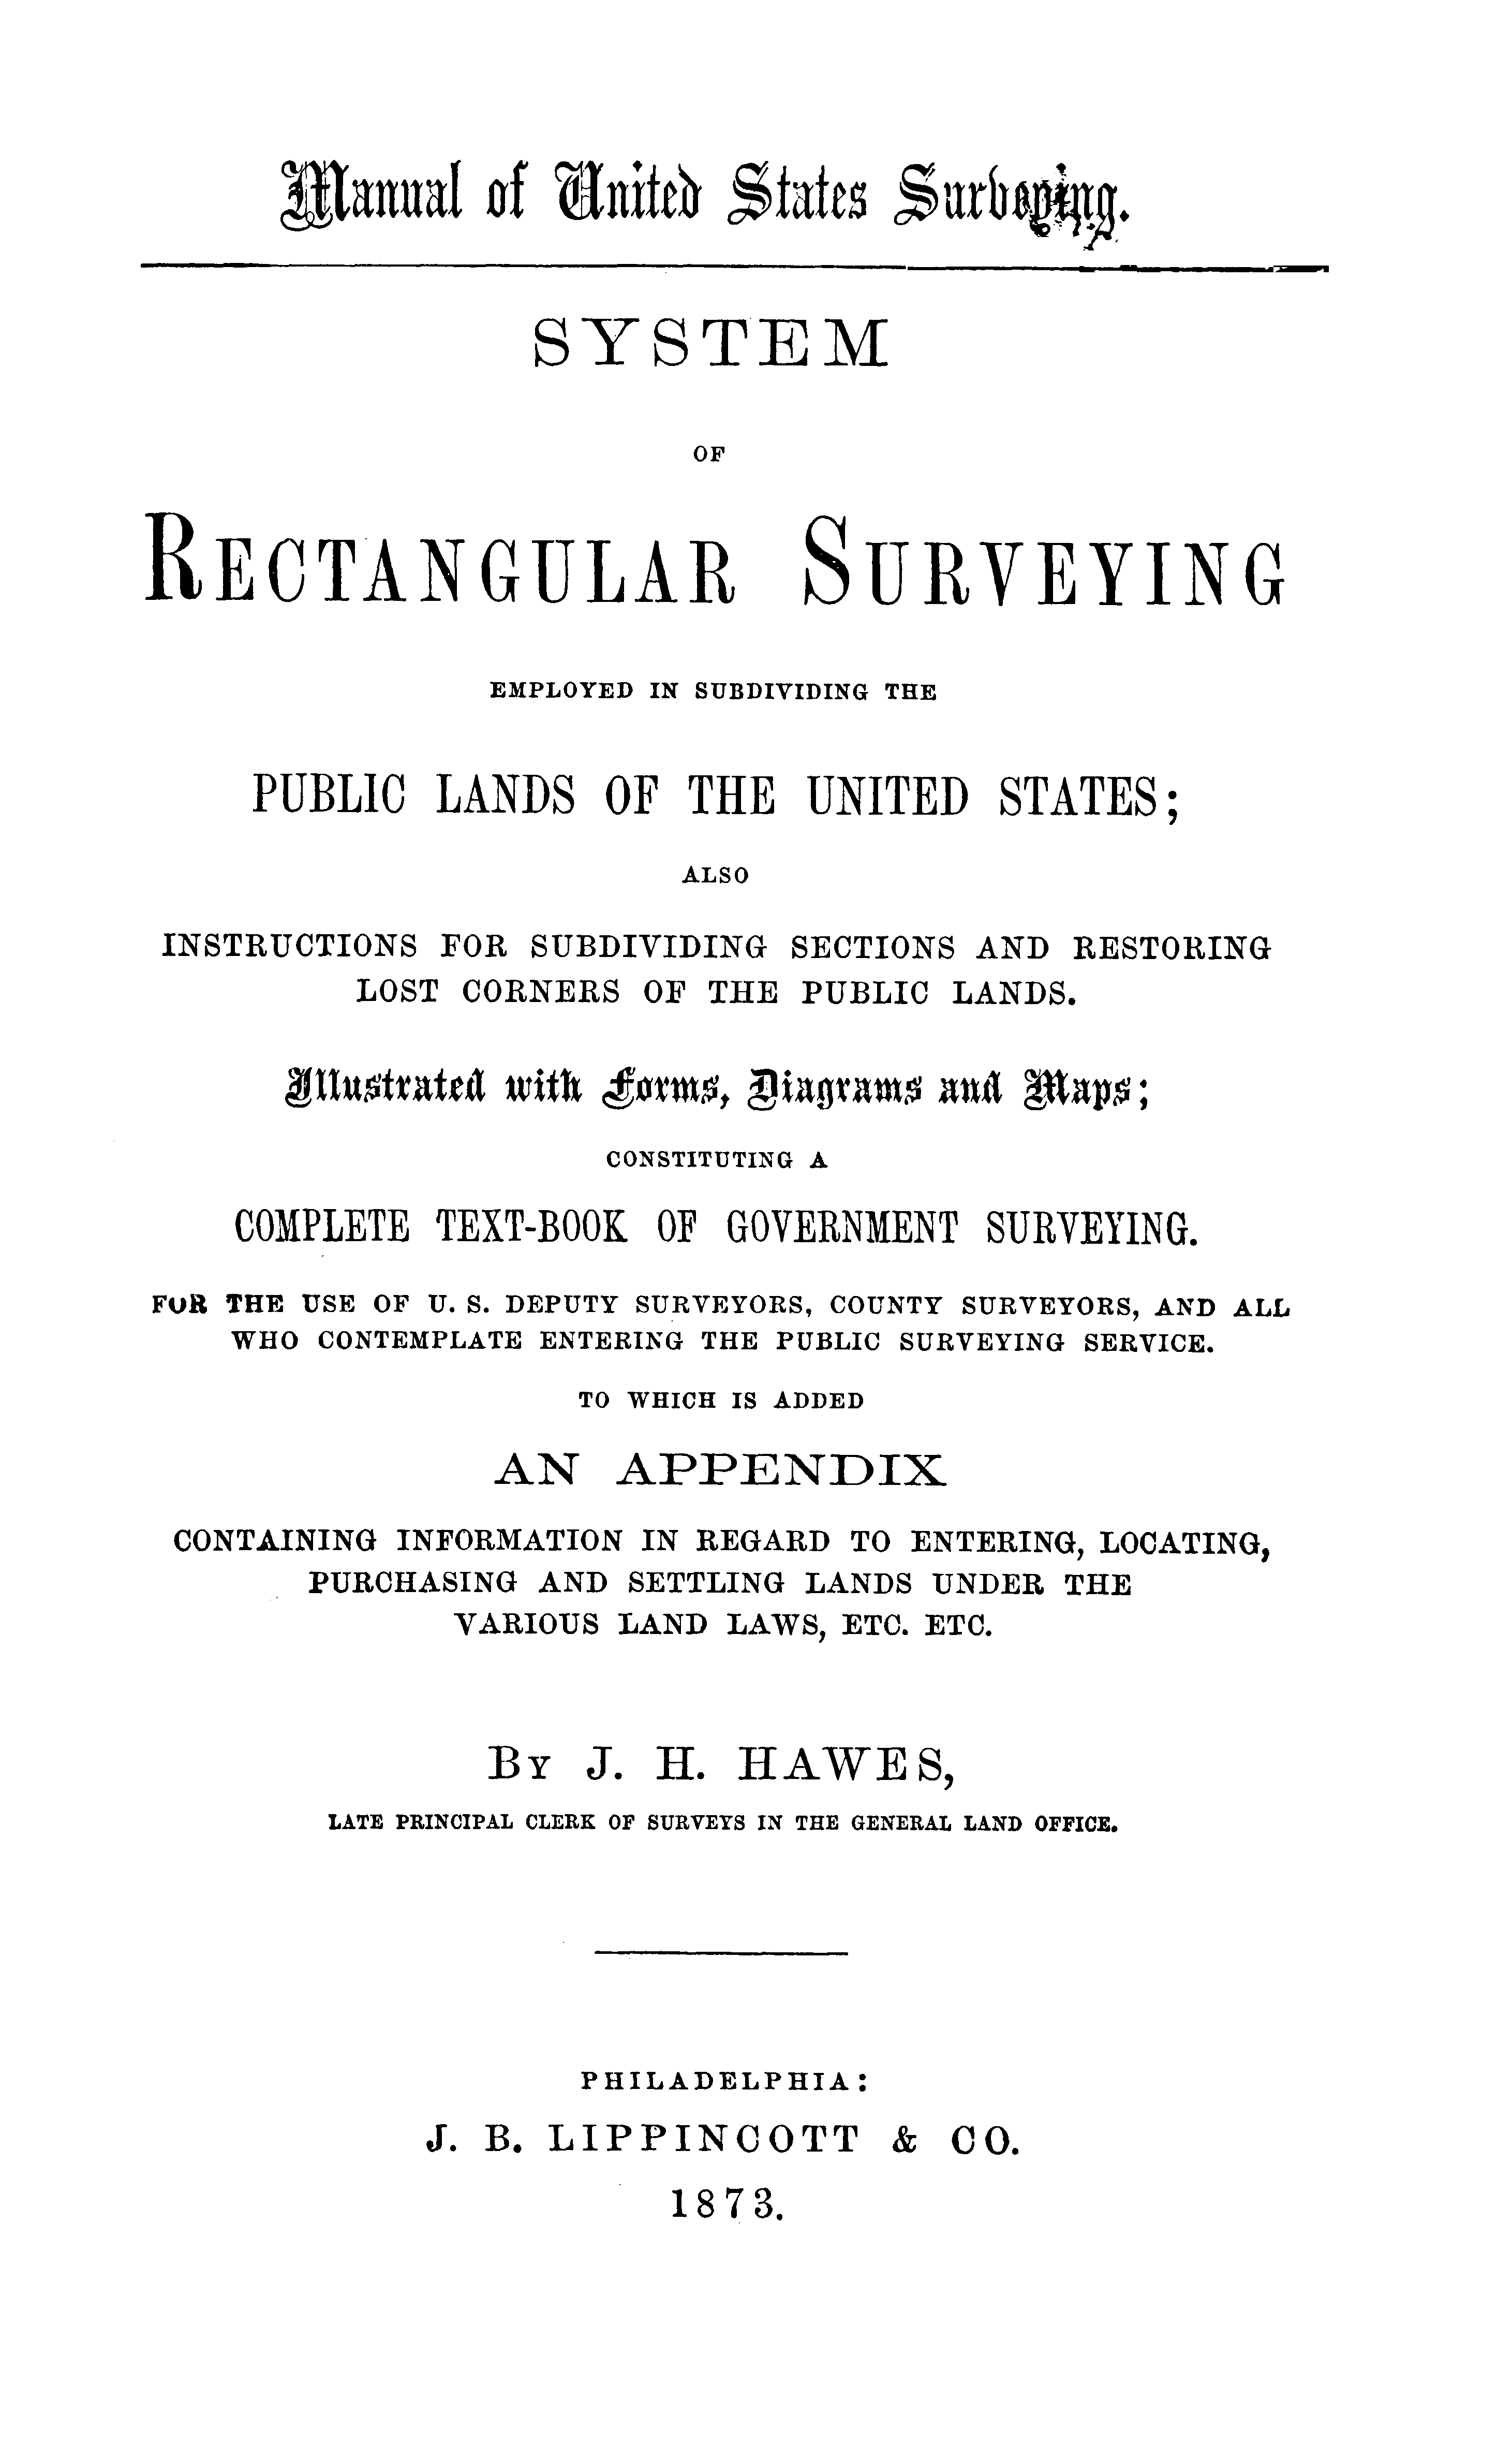 Manual of United States Surveying.
SYSTEM
OF
RECTANGULAR SURVEYING
EMPLOYED IN SUBDIVIDING THE
PUBLIC LANDS OF THE UNITED STATES;
ALSO
INSTRUCTIONS FOR SUBDIVIDING SECTIONS AND RESTORING
LOST CORNERS OF THE PUBLIC LANDS.
Illustrated with Forms, Diagrams and Maps;
CONSTITUTING A
COMPLETE TEXT-BOOK OF GOVERNMENT SURVEYING.
FOR THE USE OF U. S. DEPUTY SURVEYORS, COUNTY SURVEYORS, AND ALL
WHO CONTEMPLATE ENTERING THE PUBLIC SURVEYING SERVICE.
TO WHICH IS ADDED
AN APPENDIX
CONTAINING INFORMATION IN REGARD TO ENTERING, LOCATING,
PURCHASING AND SETTLING LANDS UNDER THE
VARIOUS LAND LAWS, ETC. ETC.
BY J. H. HAWES,
LATE PRINCIPAL CLERK OF SURVEYS IN THE GENERAL LAND OFFICE.
PHILADELPHIA:
J. B. LIPPINCOTT & CO.
1873.